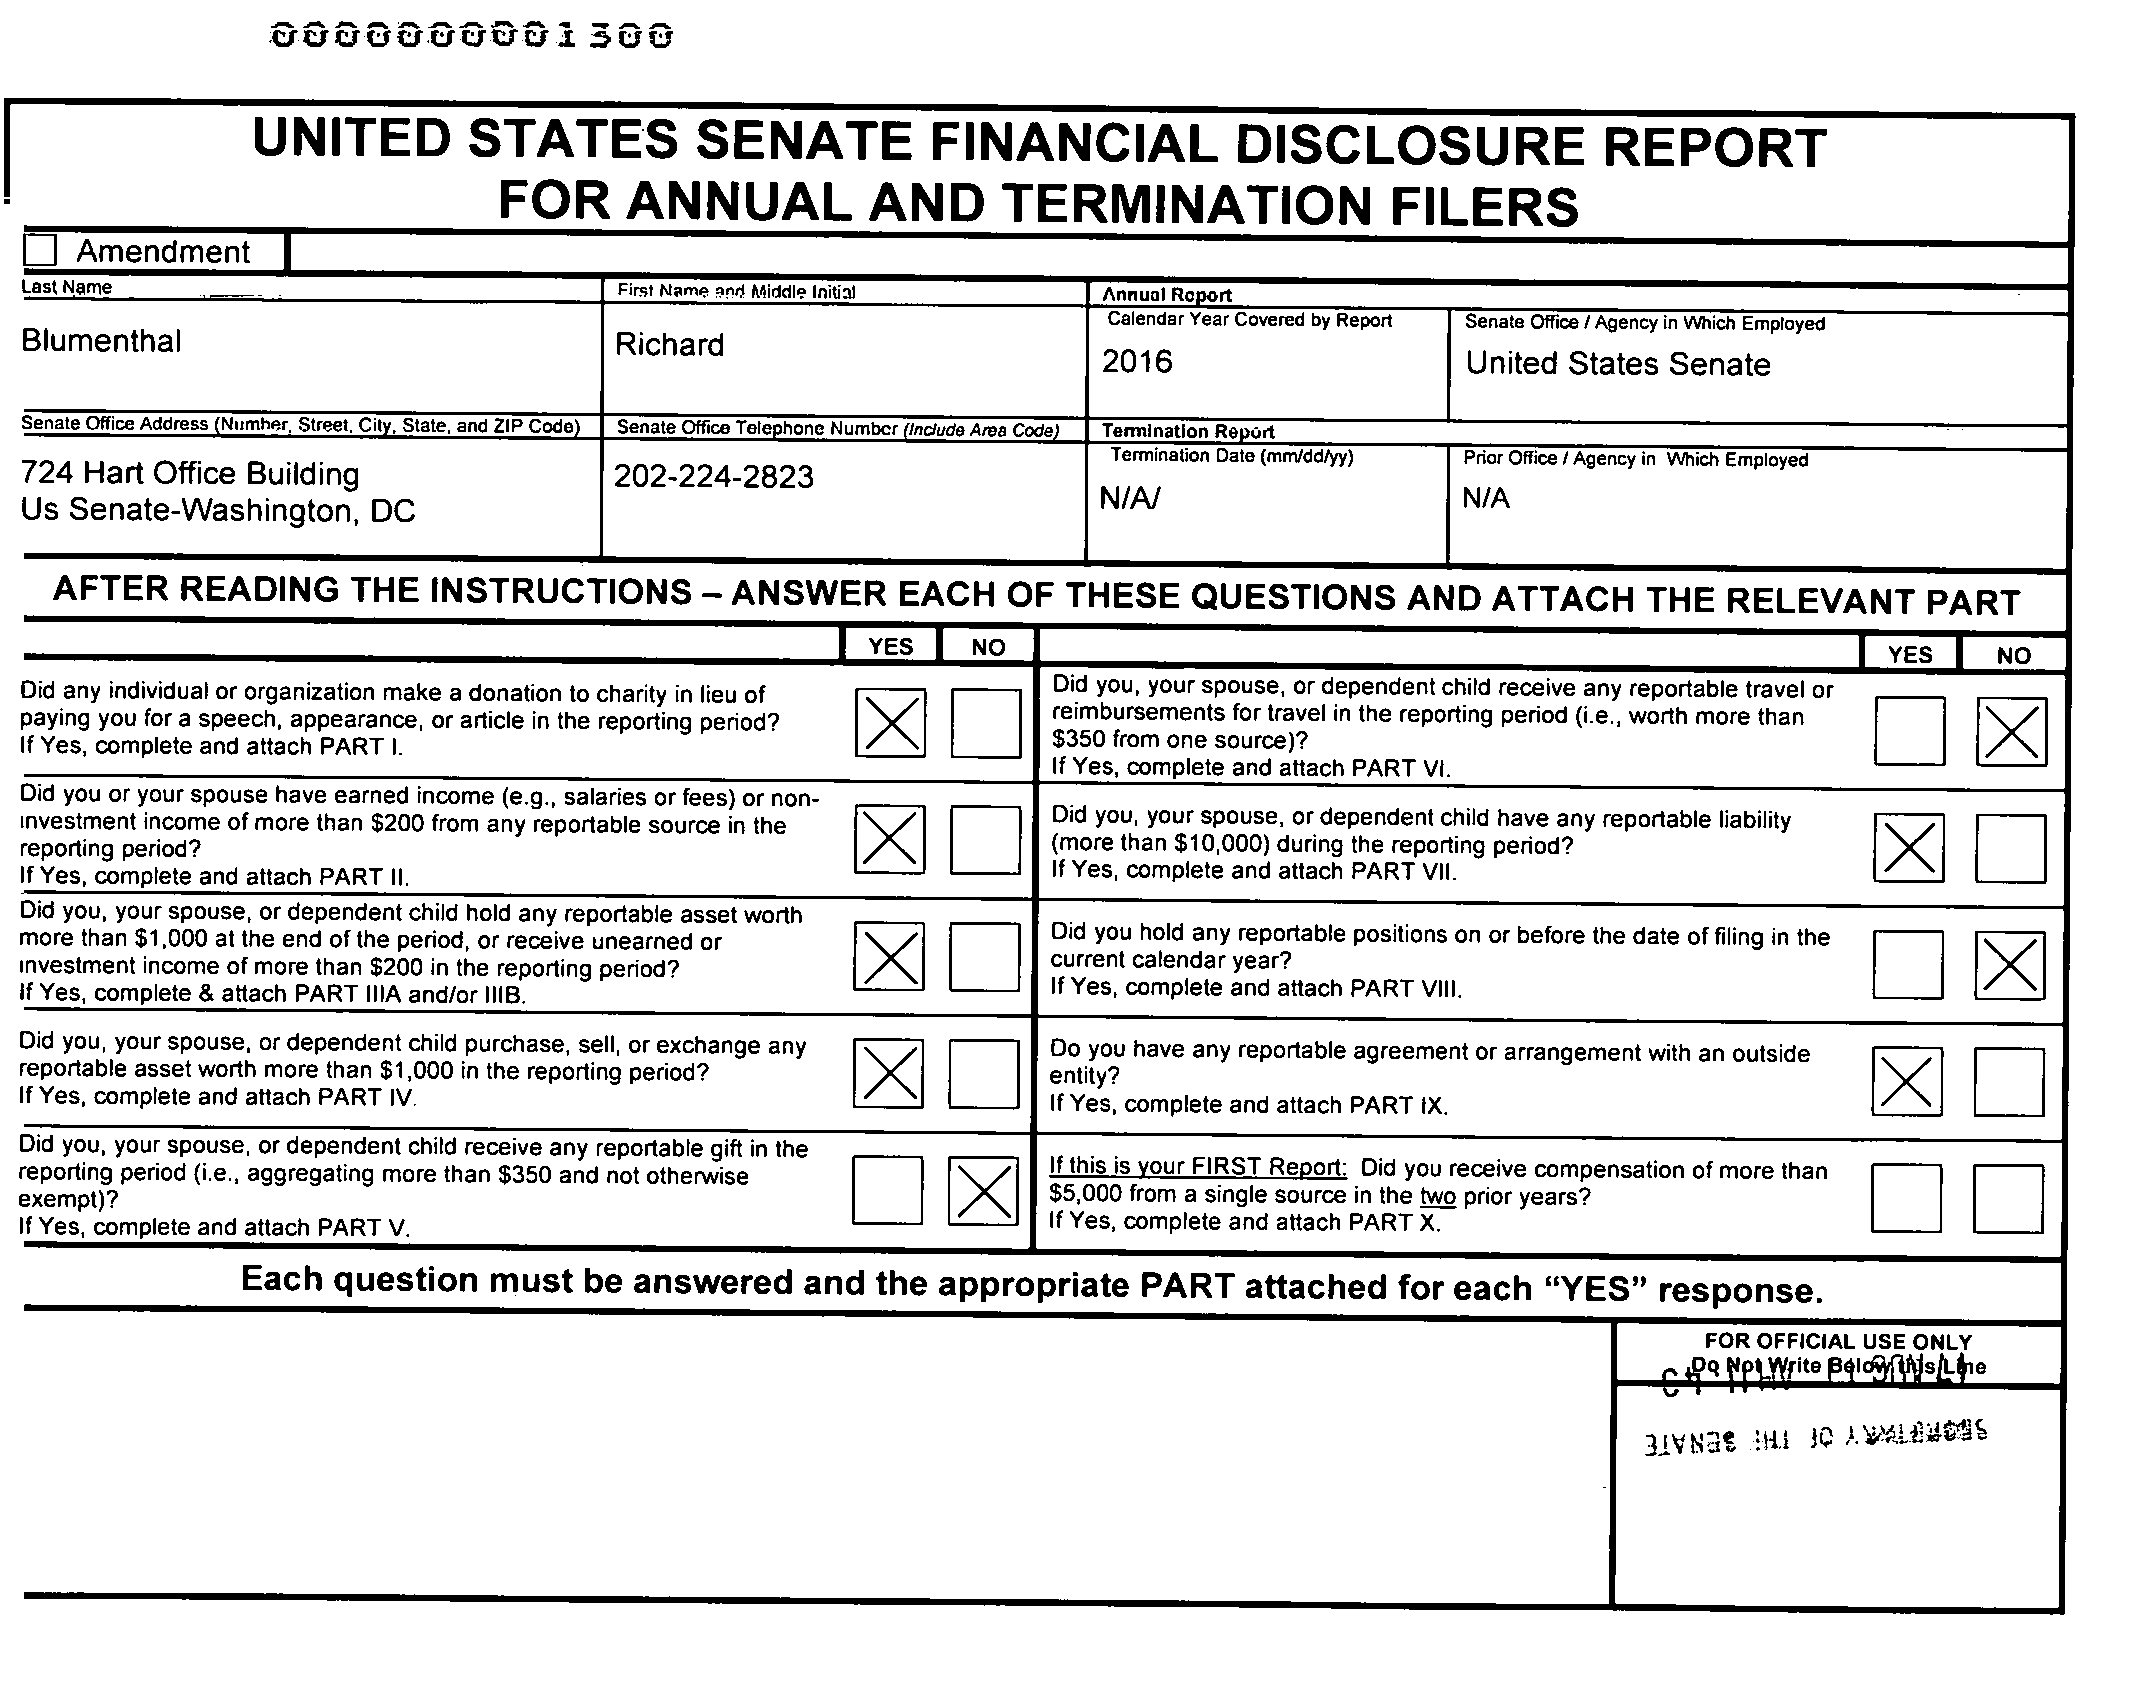 0000000001300
UNITED STATES SENATE FINANCIAL DISCLOSURE REPORT
FOR ANNUAL AND TERMINATION FILERS
Amendment
Last Name
First Name and Middle Initial
Annual Report
Calendar Year Covered by Report
Senate Office / Agency in Which Employed
Blumenthal
Richard
2016
United States Senate
Senate Office Address (Number, Street, City, State, and ZIP Code)
Senate Office Telephone Number (Include Area Code)
Termination Report
Termination Date (mm/dd/yy)
Prior Office / Agency in Which Employed
724 Hart Office Building
Us Senate-Washington, DC
202-224-2823
N/A/
N/A
AFTER READING THE INSTRUCTIONS – ANSWER EACH OF THESE QUESTIONS AND ATTACH THE RELEVANT PART
YES NO
YES NO
Did any individual or organization make a donation to charity in lieu of
paying you for a speech, appearance, or article in the reporting period?
If Yes, complete and attach PART I.
Did you, your spouse, or dependent child receive any reportable travel or
reimbursements for travel in the reporting period (i.e., worth more than
$350 from one source)?
If Yes, complete and attach PART VI.
Did you or your spouse have earned income (e.g., salaries or fees) or non-
investment income of more than $200 from any reportable source in the
reporting period?
If Yes, complete and attach PART II.
Did you, your spouse, or dependent child have any reportable liability
(more than $10,000) during the reporting period?
If Yes, complete and attach PART VII.
Did you, your spouse, or dependent child hold any reportable asset worth
more than $1,000 at the end of the period, or receive unearned or
investment income of more than $200 in the reporting period?
If Yes, complete & attach PART IIIA and/or IIIB.
Did you hold any reportable positions on or before the date of filing in the
current calendar year?
If Yes, complete and attach PART VIII.
Did you, your spouse, or dependent child purchase, sell, or exchange any
reportable asset worth more than $1,000 in the reporting period?
If Yes, complete and attach PART IV.
Do you have any reportable agreement or arrangement with an outside
entity?
If Yes, complete and attach PART IX.
Did you, your spouse, or dependent child receive any reportable gift in the
reporting period (i.e., aggregating more than $350 and not otherwise
exempt)?
If Yes, complete and attach PART V.
If this is your FIRST Report: Did you receive compensation of more than
$5,000 from a single source in the two prior years?
If Yes, complete and attach PART X.
Each question must be answered and the appropriate PART attached for each “YES” response.
FOR OFFICIAL USE ONLY
Do Not Write Below this Line
SECRETARY OF THE SENATE